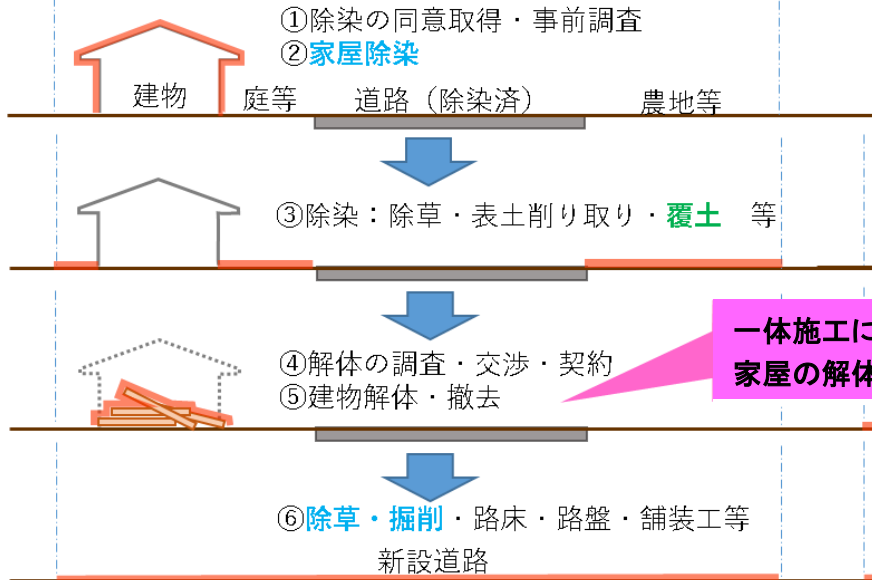 ①除染の同意取得・事前調査
②家屋除染
建物 庭等 道路（除染済） 農地等
③除染：除草・表土削り取り・覆土　等
一体施工に
家屋の解体
④解体の調査・交渉・契約
⑤建物解体・撤去
⑥除草・掘削・路床・路盤・舗装工等
新設道路